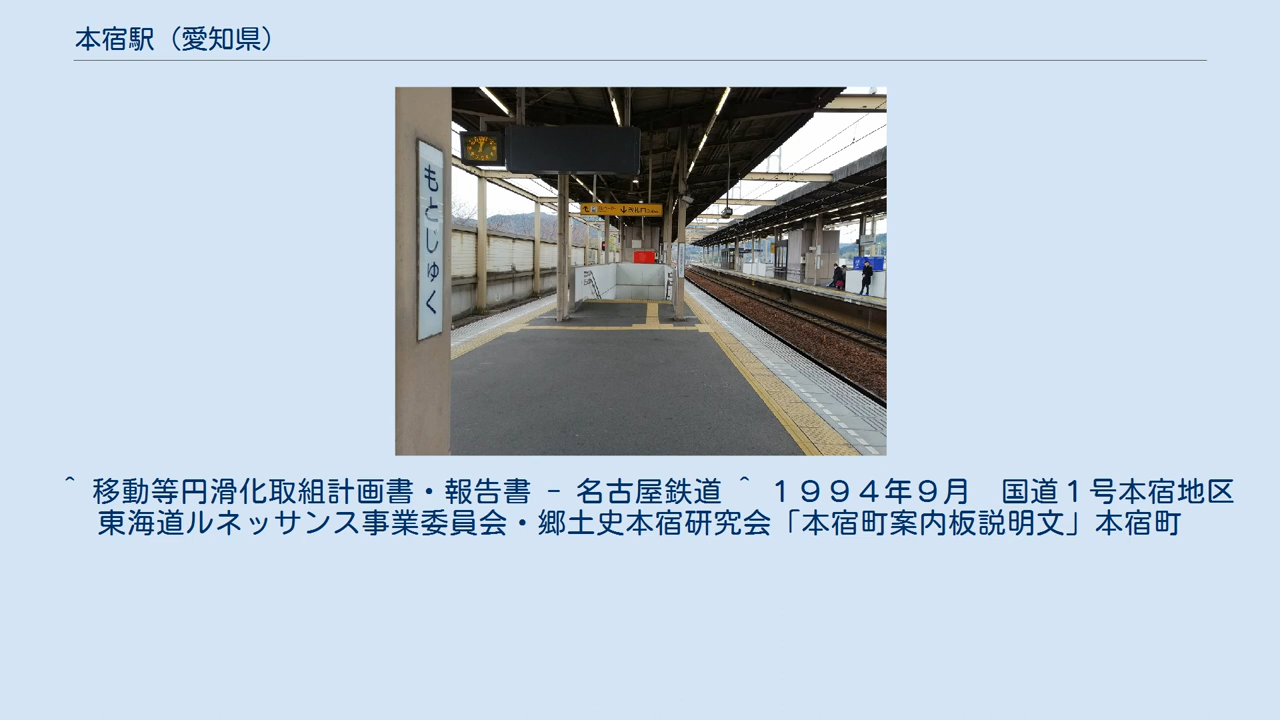 本宿駅（愛知県）
もとじゅく
^ 移動等円滑化取組計画書・報告書 - 名古屋鉄道 ^ １９９４年９月　国道１号本宿地区
東海道ルネッサンス事業委員会・郷土史本宿研究会「本宿町案内板説明文」本宿町